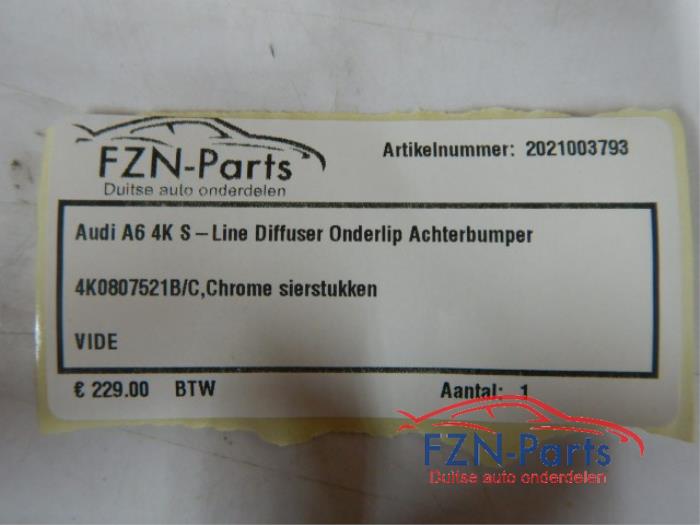 FZN-Parts
Duitse auto onderdelen
Artikelnummer: 2021003793
Audi A6 4K S-Line Diffuser Onderlip Achterbumper
4K0807521B/C,Chrome sierstukken
VIDE
€ 229.00 BTW
Aantal: 1
FZN-Parts
Duitse auto onderdelen